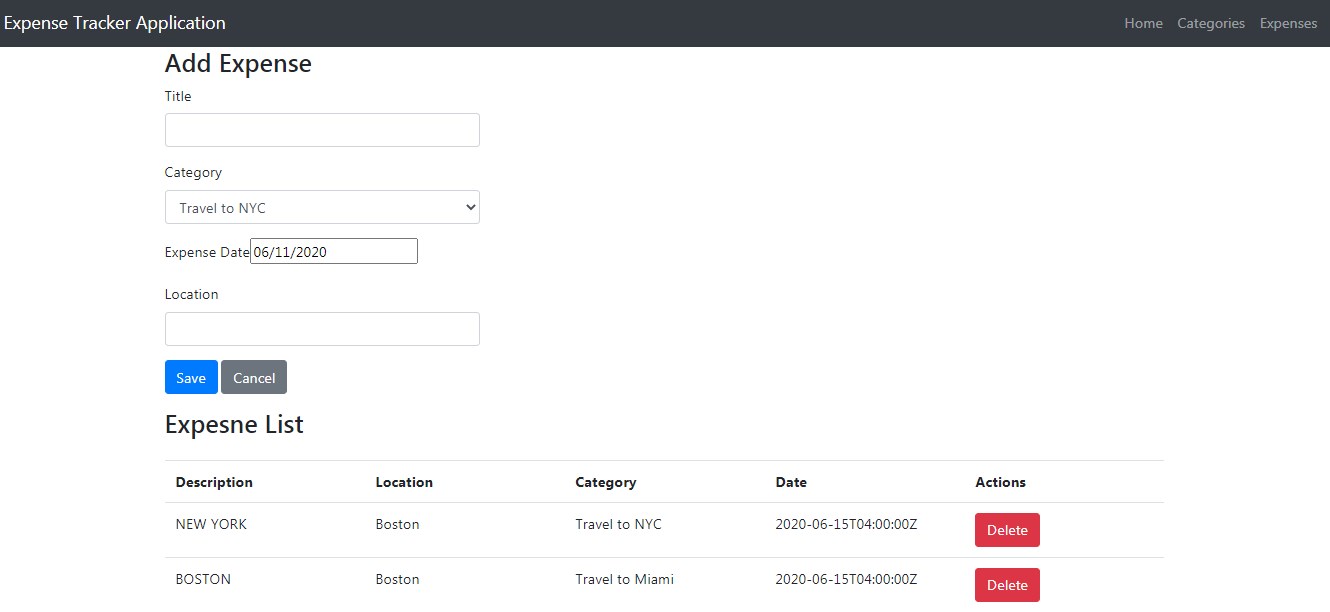 Expense Tracker Application Home Categories Expenses
Add Expense
Title
Category
Travel to NYC
Expense Date 06/11/2020
Location
Save Cancel
Expesne List
Description Location Category Date Actions
NEW YORK Boston Travel to NYC 2020-06-15T04:00:00Z Delete
BOSTON Boston Travel to Miami 2020-06-15T04:00:00Z Delete